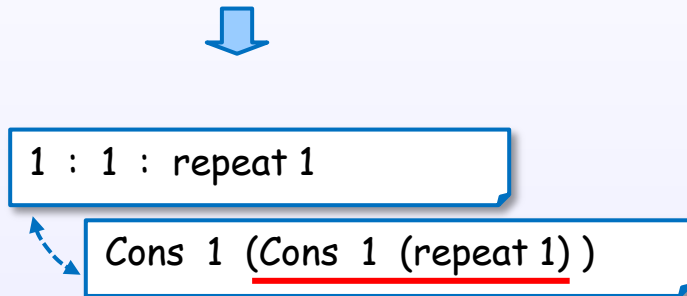 1 : 1 : repeat 1
Cons 1 (Cons 1 (repeat 1) )